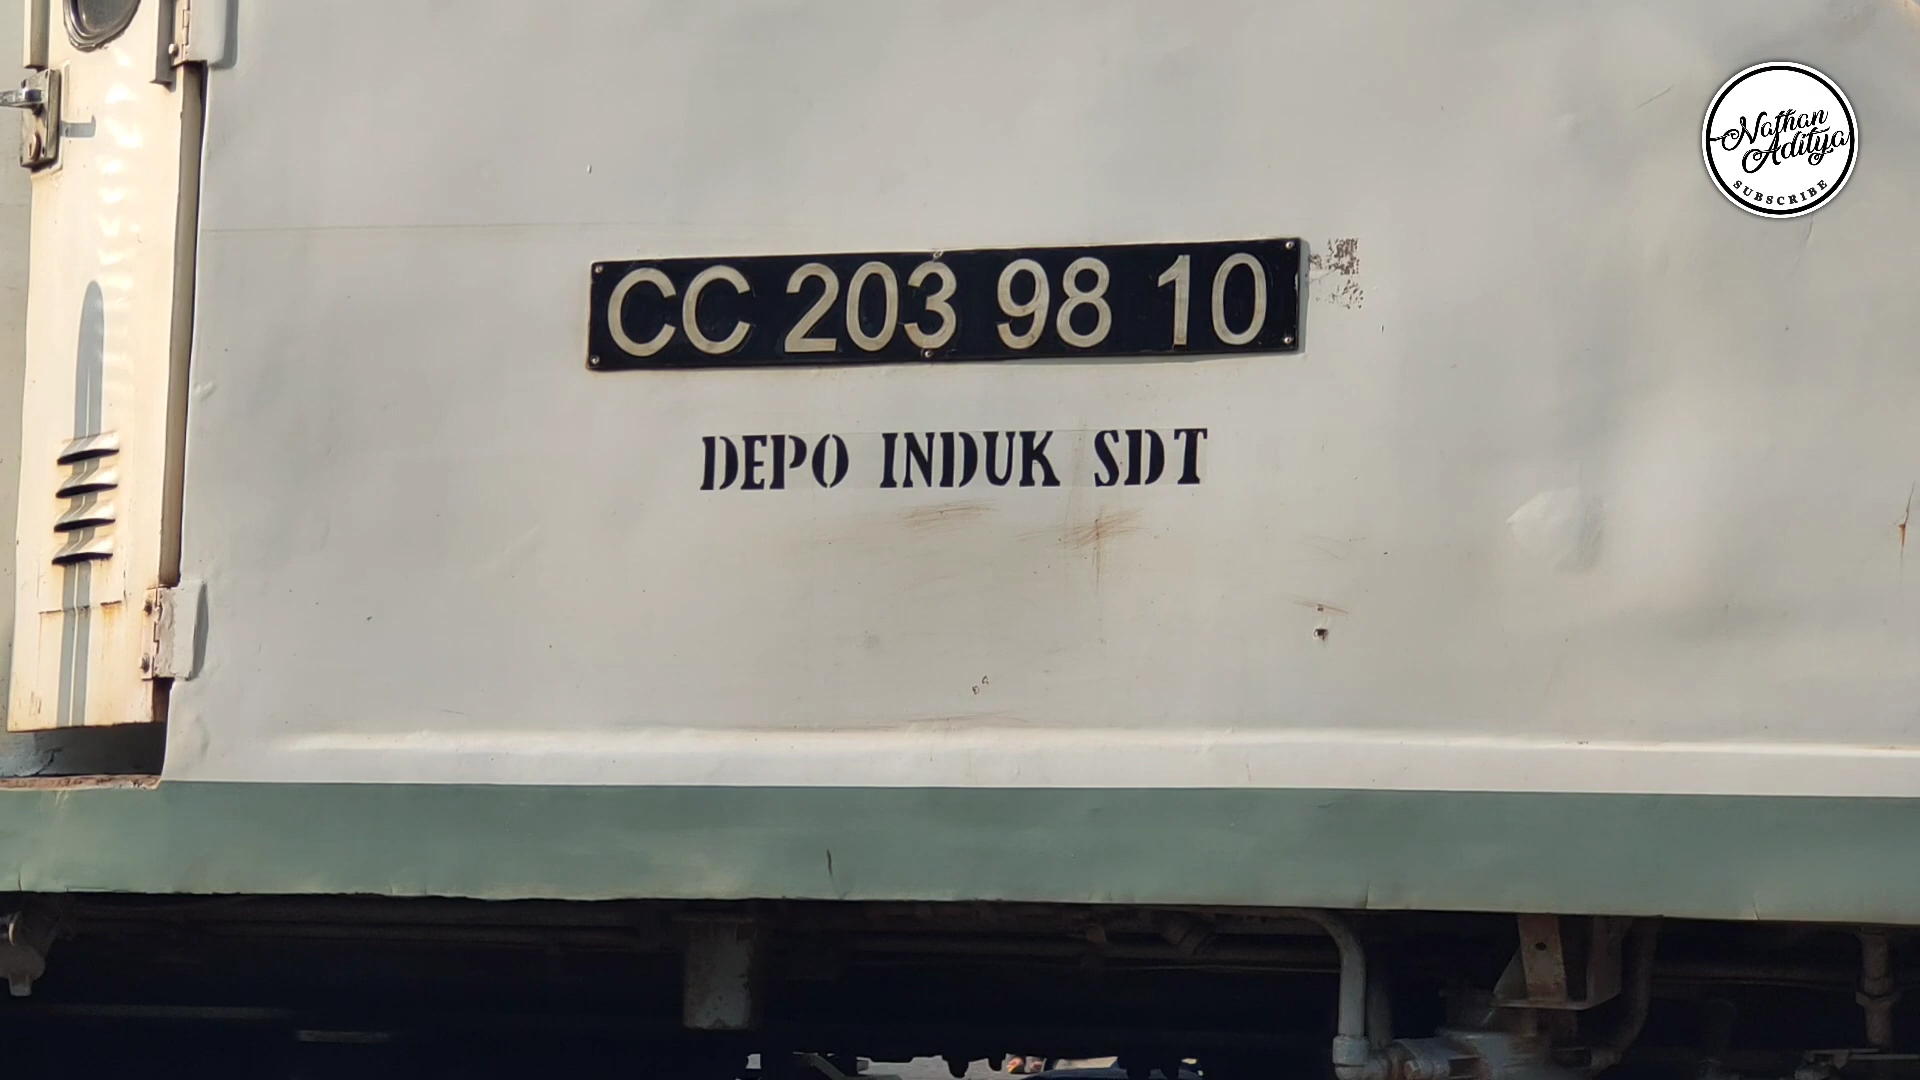 CC 203 98 10
DEPO INDUK SDT
Nathan
Aditya
SUBSCRIBE